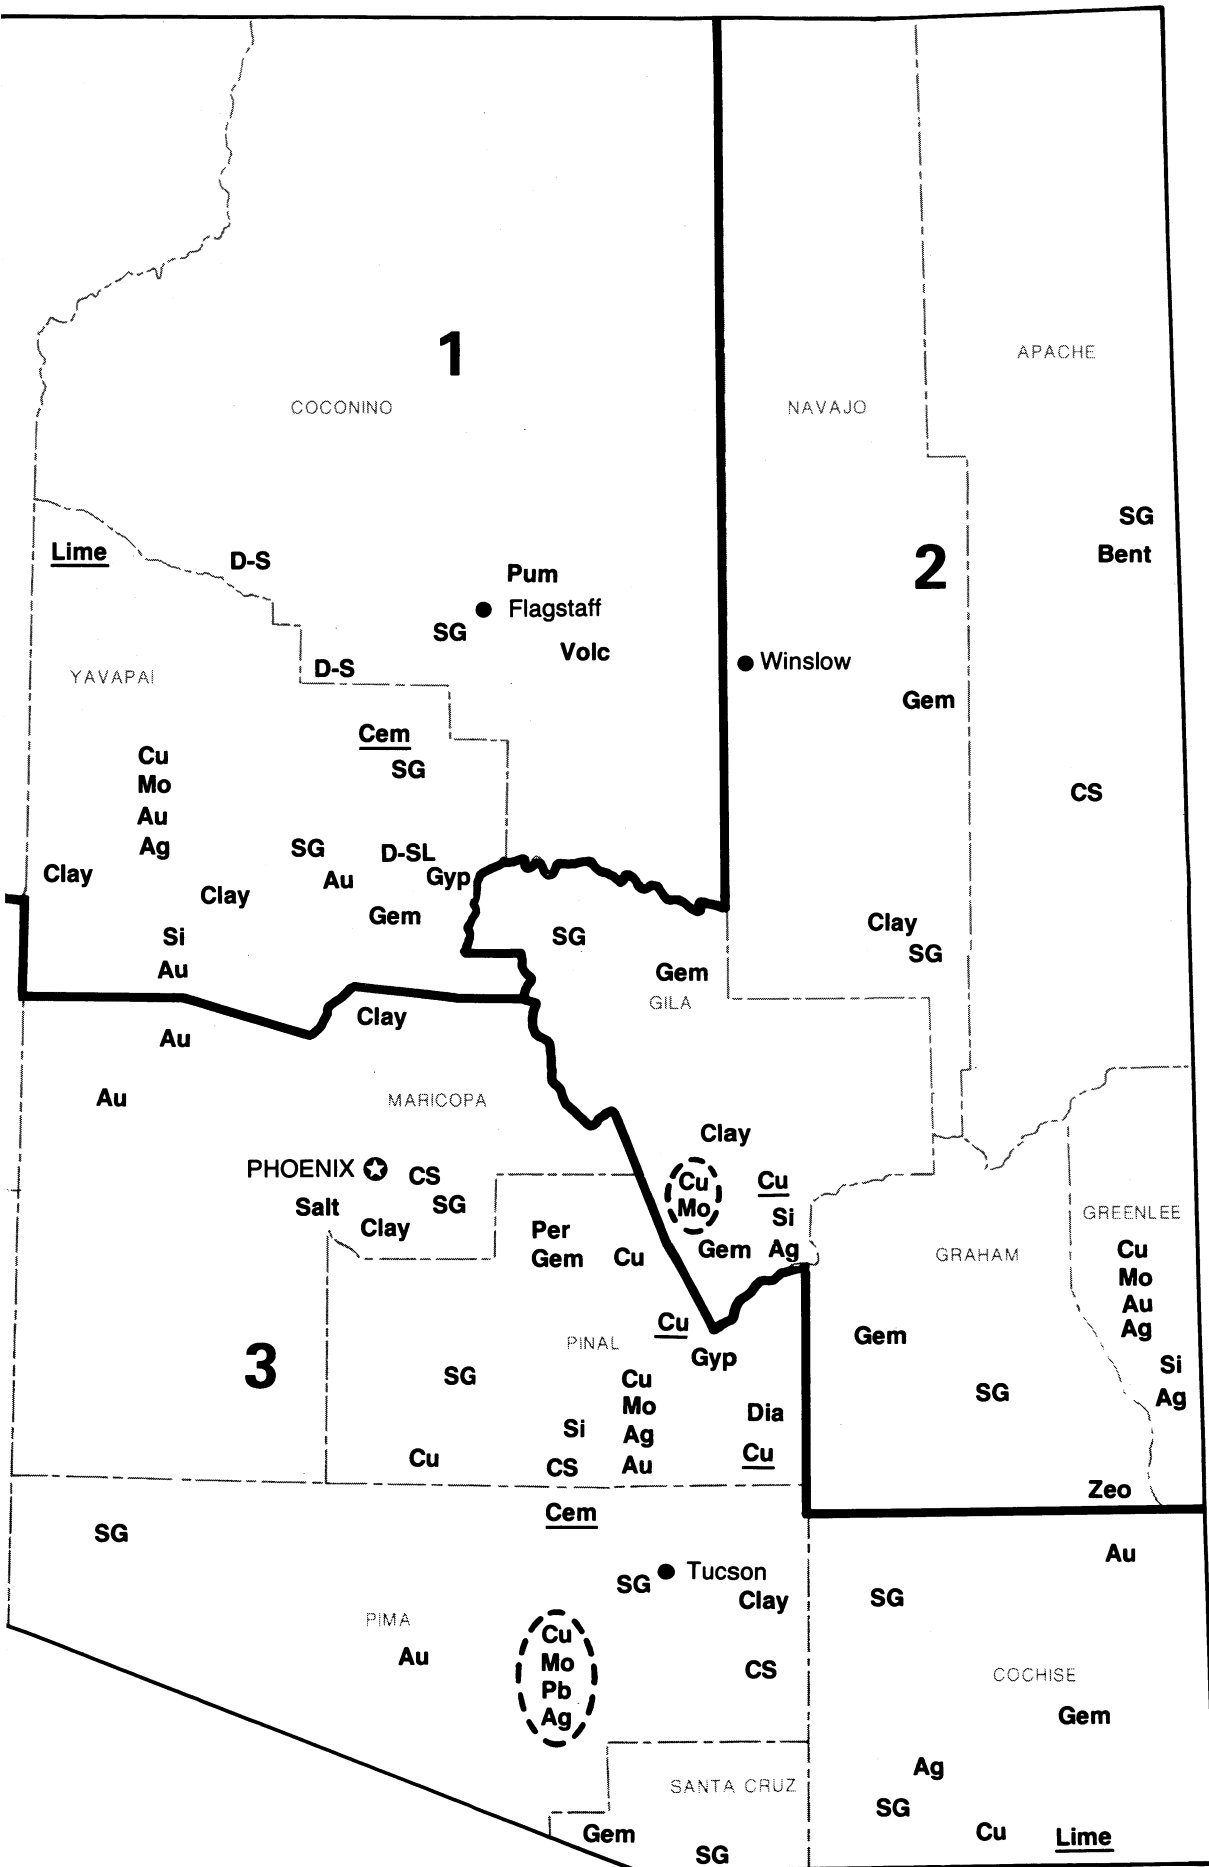 1
APACHE
COCONINO
NAVAJO
SG
Lime
D-S
Bent
2
Pum
Flagstaff
SG
Volc
Winslow
D-S
YAVAPAI
Gem
Cem
Cu
SG
Mo
CS
Au
Ag
SG
D-SL
Clay
Au
Gyp
Clay
Gem
Clay
Si
SG
SG
Au
Gem
GILA
Clay
Au
Au
MARICOPA
Clay
PHOENIX
CS
Cu
Cu
Salt
SG
Mo
Si
GREENLEE
Clay
Per
Gem
Cu
Gem
Ag
GRAHAM
Cu
Mo
Au
Ag
Cu
PINAL
Gyp
Gem
3
SG
Cu
Mo
Ag
Au
Dia
SG
Si
Ag
Si
Cu
CS
Cu
Zeo
Cem
SG
Au
SG
Tucson
Clay
SG
PIMA
Au
Cu
Mo
Pb
Ag
CS
COCHISE
Gem
Ag
SANTA CRUZ
SG
Gem
Cu
Lime
SG